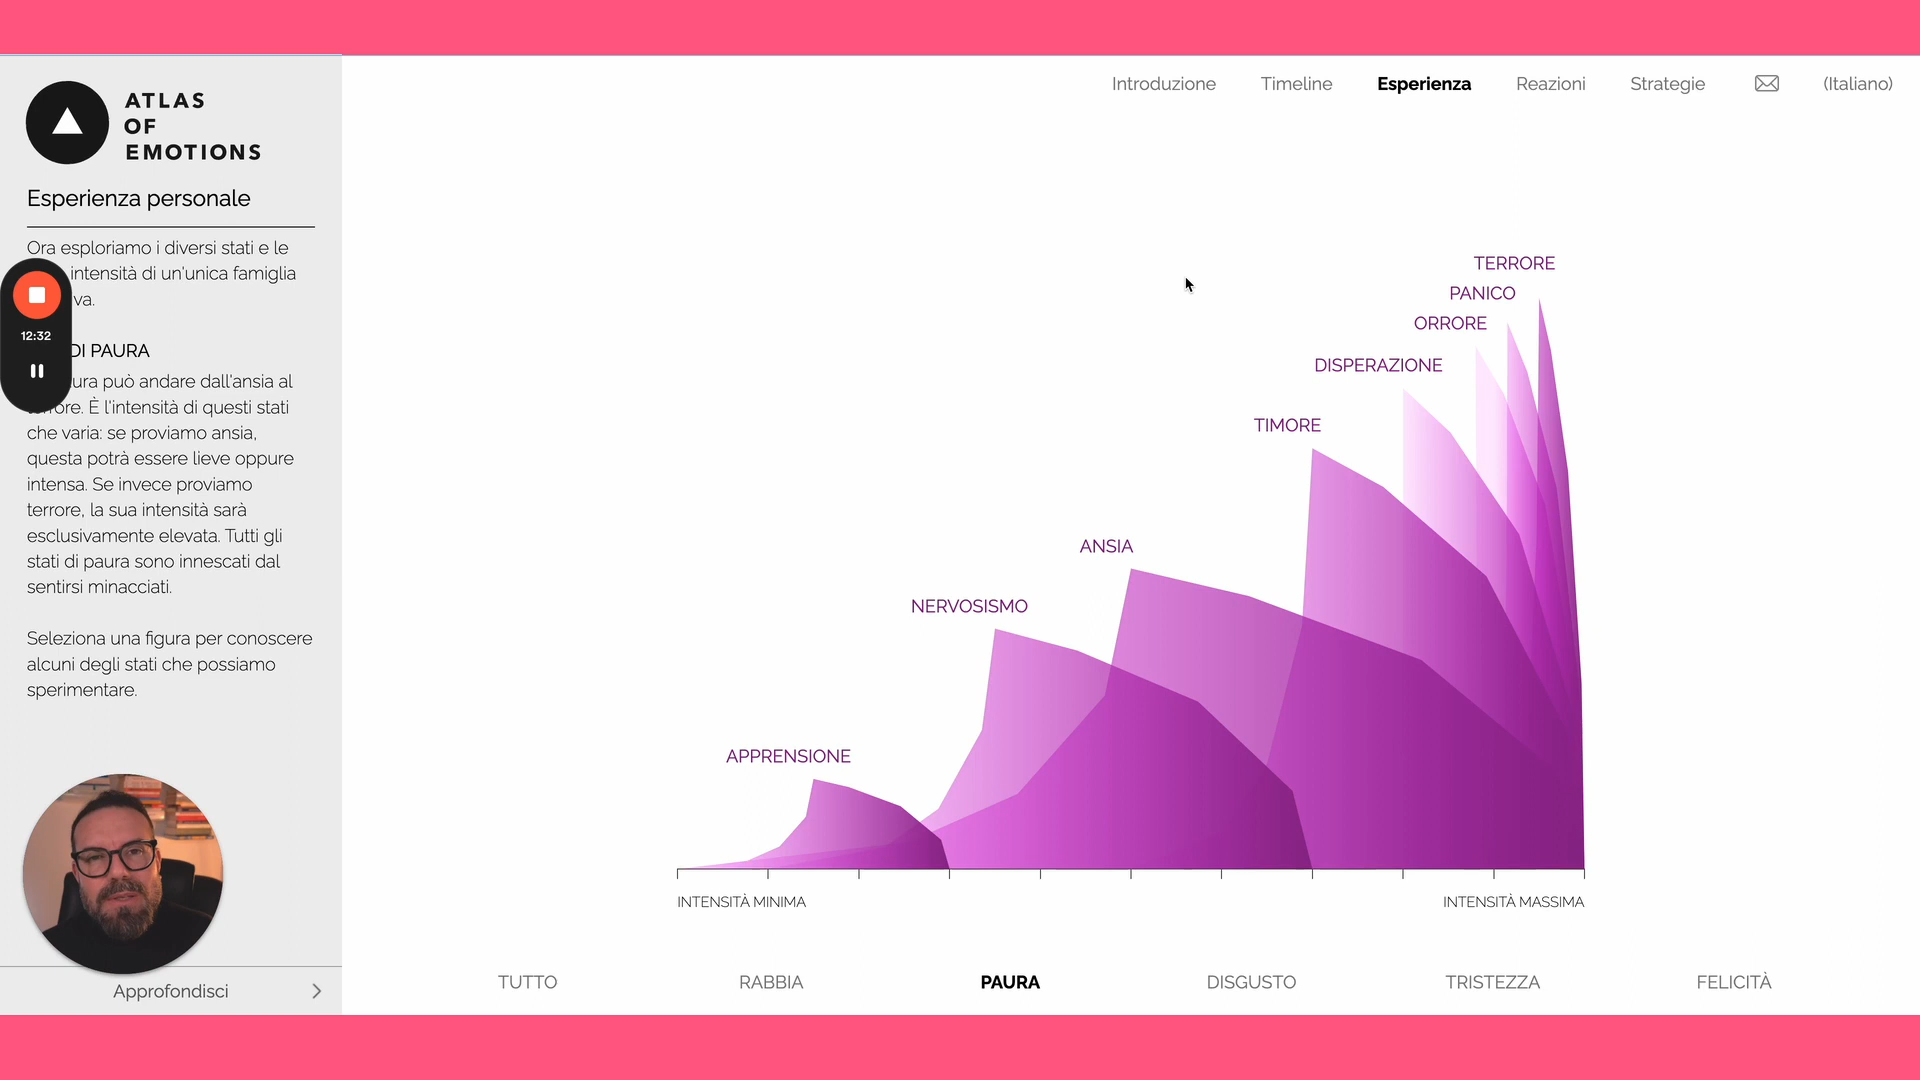 Introduzione Timeline Esperienza Reazioni Strategie (Italiano)
ATLAS
OF
EMOTIONS
Esperienza personale
Ora esploriamo i diversi stati e le
intensità di un'unica famiglia
va.
12:32
DI PAURA
ura può andare dall'ansia al
terrore. È l'intensità di questi stati
che varia: se proviamo ansia,
questa potrà essere lieve oppure
intensa. Se invece proviamo
terrore, la sua intensità sarà
esclusivamente elevata. Tutti gli
stati di paura sono innescati dal
sentirsi minacciati.
Seleziona una figura per conoscere
alcuni degli stati che possiamo
sperimentare.
Approfondisci
TERRORE
PANICO
ORRORE
DISPERAZIONE
TIMORE
ANSIA
NERVOSISMO
APPRENSIONE
INTENSITÀ MINIMA INTENSITÀ MASSIMA
TUTTO RABBIA PAURA DISGUSTO TRISTEZZA FELICITÀ